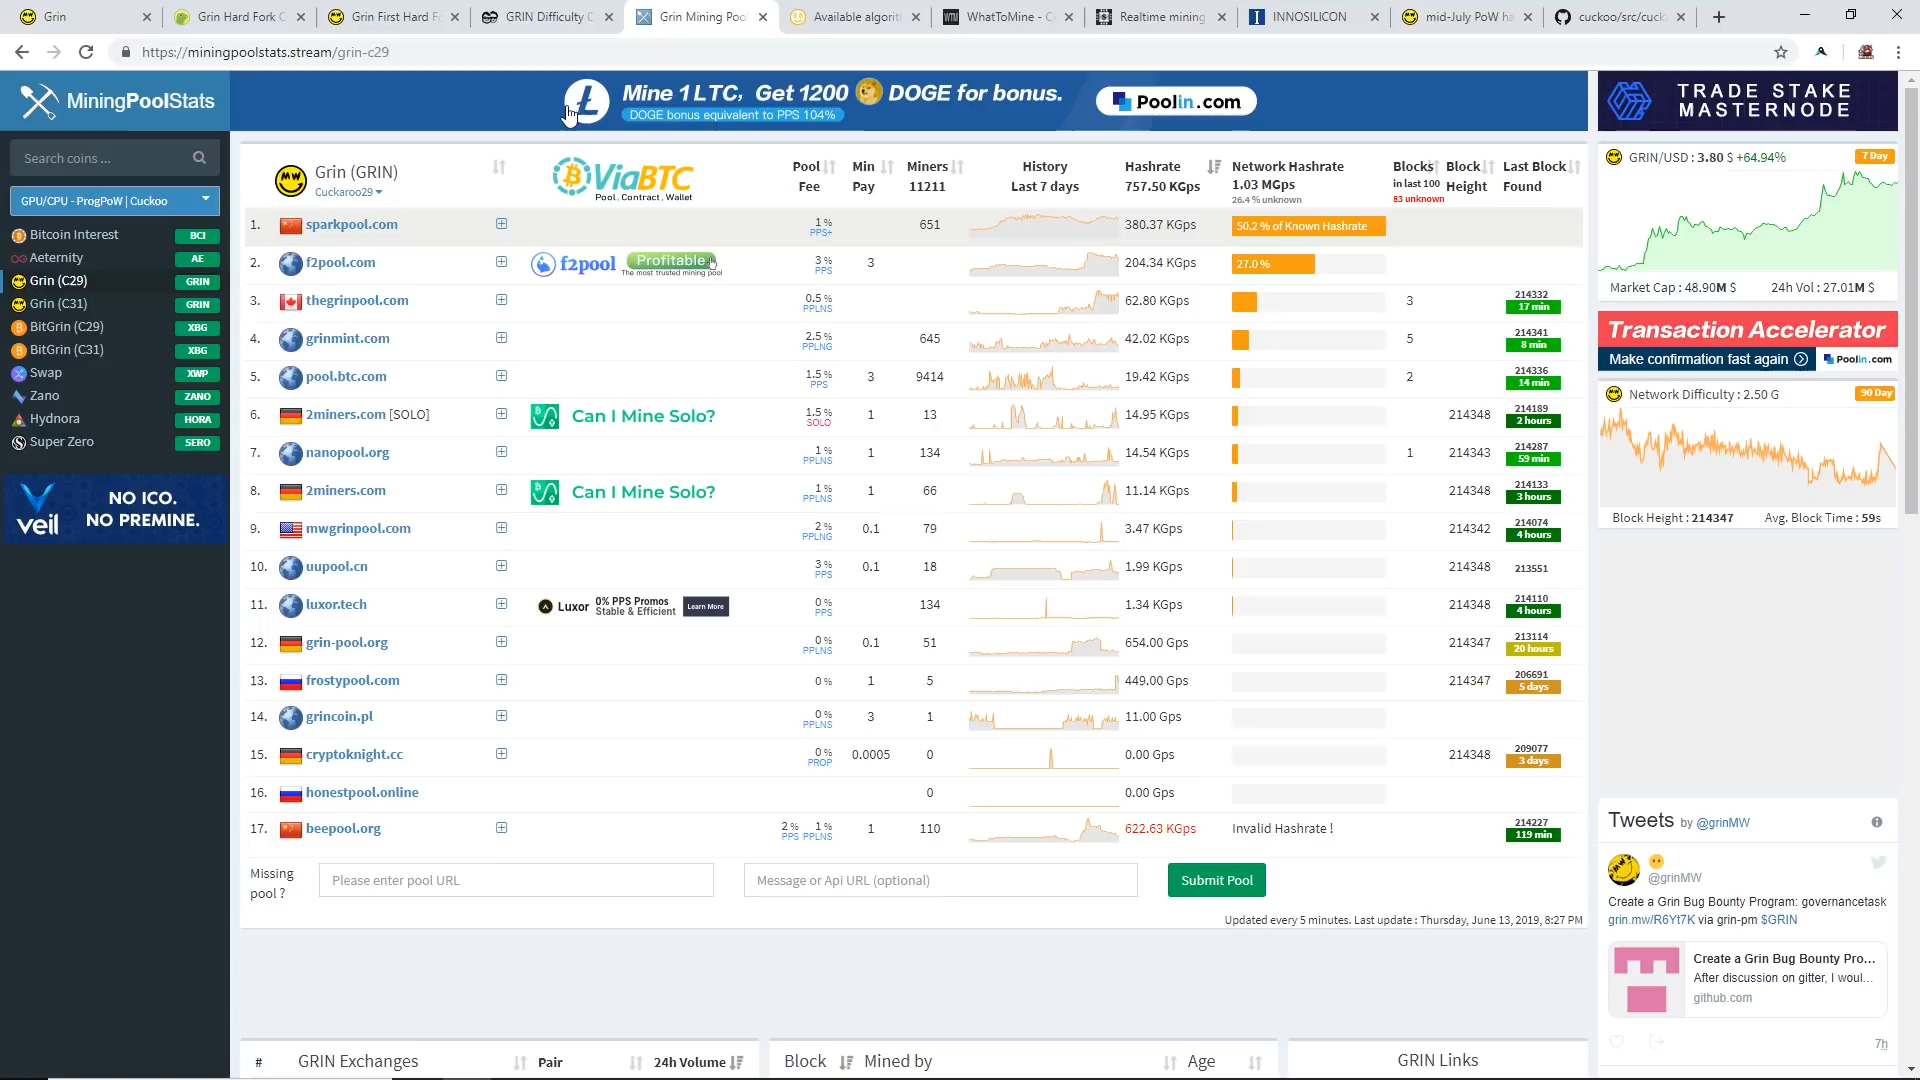 Grin
Grin Hard Fork C
Grin First Hard F
GRIN Difficulty C
Grin Mining Poo
Available algorit
WhatToMine - C
Realtime mining
INNOSILICON
mid-July PoW ha
cuckoo/src/cuck
https://miningpoolstats.stream/grin-c29
MiningPoolStats
Mine 1 LTC, Get 1200 DOGE for bonus.
DOGE bonus equivalent to PPS 104%
Poolin.com
TRADE STAKE
MASTERNODE
Search coins ...
GPU/CPU - ProgPoW | Cuckoo
Bitcoin Interest BCI
Aeternity AE
Grin (C29) GRIN
Grin (C31) GRIN
BitGrin (C29) XBG
BitGrin (C31) XBG
Swap XWP
Zano ZANO
Hydnora HORA
Super Zero SERO
veil
NO ICO.
NO PREMINE.
Grin (GRIN)
Cuckaroo29
ViaBTC
Pool . Contract . Wallet
Pool Fee
Min Pay
Miners
11211
History
Last 7 days
Hashrate
757.50 KGps
Network Hashrate
1.03 MGps
26.4 % unknown
Blocks
in last 100
83 unknown
Block Height
Last Block Found
1. sparkpool.com 1 % PPS+ 651 380.37 KGps 50.2 % of Known Hashrate
2. f2pool.com f2pool Profitable The most trusted mining pool 3 % PPS 3 204.34 KGps 27.0 %
3. thegrinpool.com 0.5 % PPLNS 62.80 KGps 3 214332 17 min
4. grinmint.com 2.5 % PPLNG 645 42.02 KGps 5 214341 8 min
5. pool.btc.com 1.5 % PPS 3 9414 19.42 KGps 2 214336 14 min
6. 2miners.com [SOLO] Can I Mine Solo? 1.5 % SOLO 1 13 14.95 KGps 214348 214189 2 hours
7. nanopool.org 1 % PPLNS 1 134 14.54 KGps 1 214343 214287 59 min
8. 2miners.com Can I Mine Solo? 1 % PPLNS 1 66 11.14 KGps 214348 214133 3 hours
9. mwgrinpool.com 2 % PPLNG 0.1 79 3.47 KGps 214342 214074 4 hours
10. uupool.cn 3 % PPS 0.1 18 1.99 KGps 214348 213551
11. luxor.tech Luxor 0% PPS Promos Stable & Efficient Learn More 0 % PPS 134 1.34 KGps 214348 214110 4 hours
12. grin-pool.org 0 % PPLNS 0.1 51 654.00 Gps 214347 213114 20 hours
13. frostypool.com 0 % 1 5 449.00 Gps 214347 206691 5 days
14. grincoin.pl 0 % PPLNS 3 1 11.00 Gps
15. cryptoknight.cc 0 % PROP 0.0005 0 0.00 Gps 214348 209077 3 days
16. honestpool.online 0 0.00 Gps
17. beepool.org 2 % PPS 1 % PPLNS 1 110 622.63 KGps Invalid Hashrate ! 214227 119 min
Missing pool ?
Please enter pool URL
Message or Api URL (optional)
Submit Pool
Updated every 5 minutes. Last update : Thursday, June 13, 2019, 8:27 PM
# GRIN Exchanges Pair 24h Volume
Block Mined by Age
GRIN Links
GRIN/USD : 3.80 $ +64.94% 7 Day
Market Cap : 48.90M $ 24h Vol : 27.01M $
Transaction Accelerator
Make confirmation fast again Poolin.com
Network Difficulty : 2.50 G 90 Day
Block Height : 214347 Avg. Block Time : 59s
Tweets by @grinMW
@grinMW
Create a Grin Bug Bounty Program: governancetask
grin.mw/R6Yt7K via grin-pm $GRIN
Create a Grin Bug Bounty Pro...
After discussion on gitter, I woul...
github.com
7h